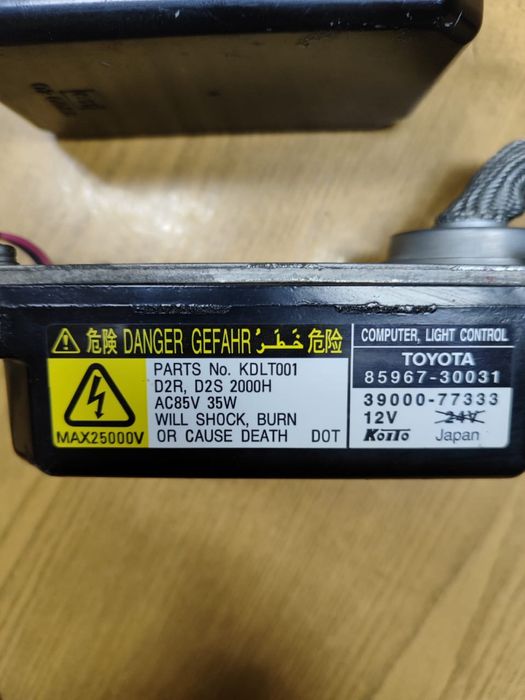 危険 DANGER GEFAHR خَطَر 危险
MAX25000V
PARTS No. KDLT001
D2R, D2S 2000H
AC85V 35W
WILL SHOCK, BURN
OR CAUSE DEATH DOT
COMPUTER, LIGHT CONTROL
TOYOTA
85967-30031
39000-77333
12V 24V
KOITO Japan